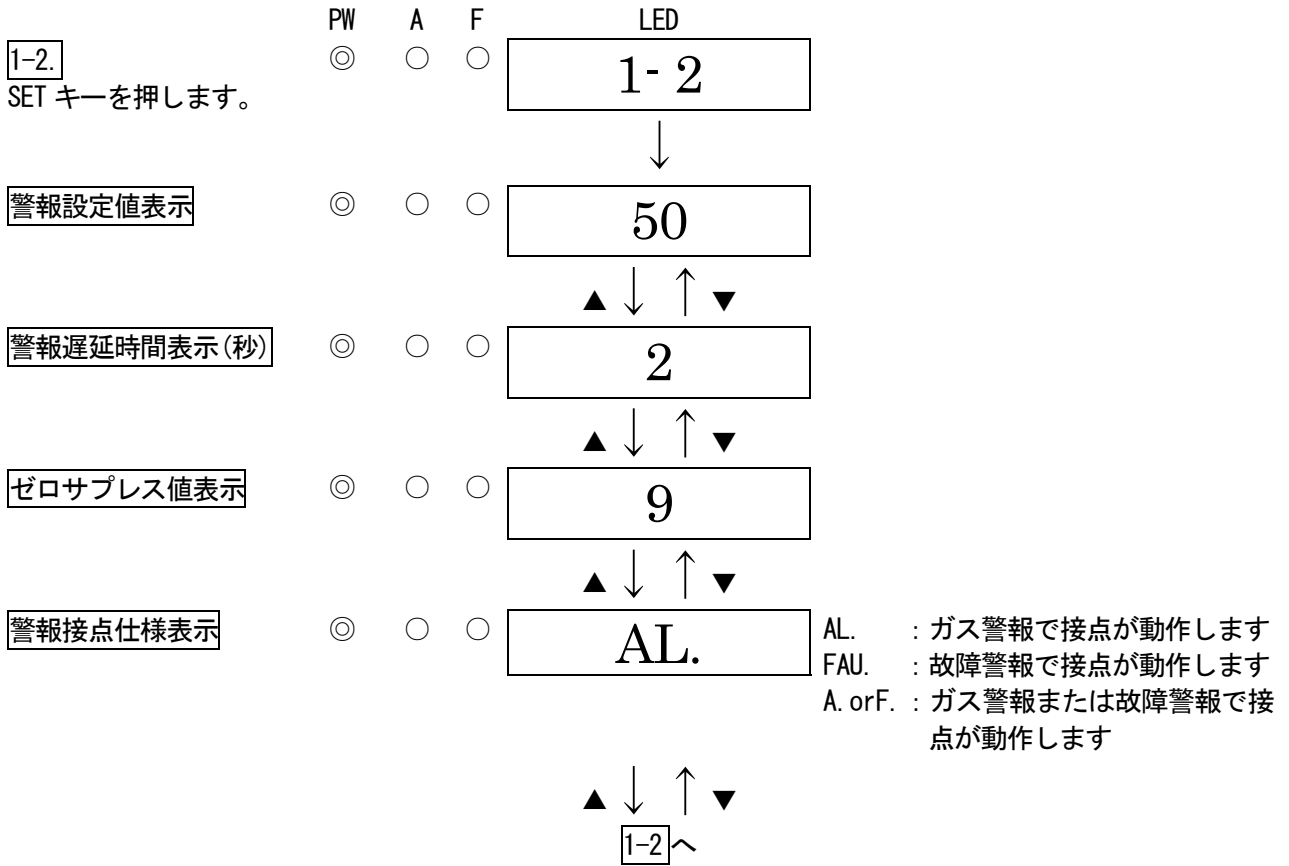 PW A F LED
1-2. ◎ ○ ○ 1- 2
SET キーを押します。
↓
警報設定値表示 ◎ ○ ○ 50
▲ ↓ ↑ ▼
警報遅延時間表示(秒) ◎ ○ ○ 2
▲ ↓ ↑ ▼
ゼロサプレス値表示 ◎ ○ ○ 9
▲ ↓ ↑ ▼
警報接点仕様表示 ◎ ○ ○ AL.
AL. :ガス警報で接点が動作します
FAU. :故障警報で接点が動作します
A.orF. :ガス警報または故障警報で接
点が動作します
▲ ↓ ↑ ▼
1-2へ